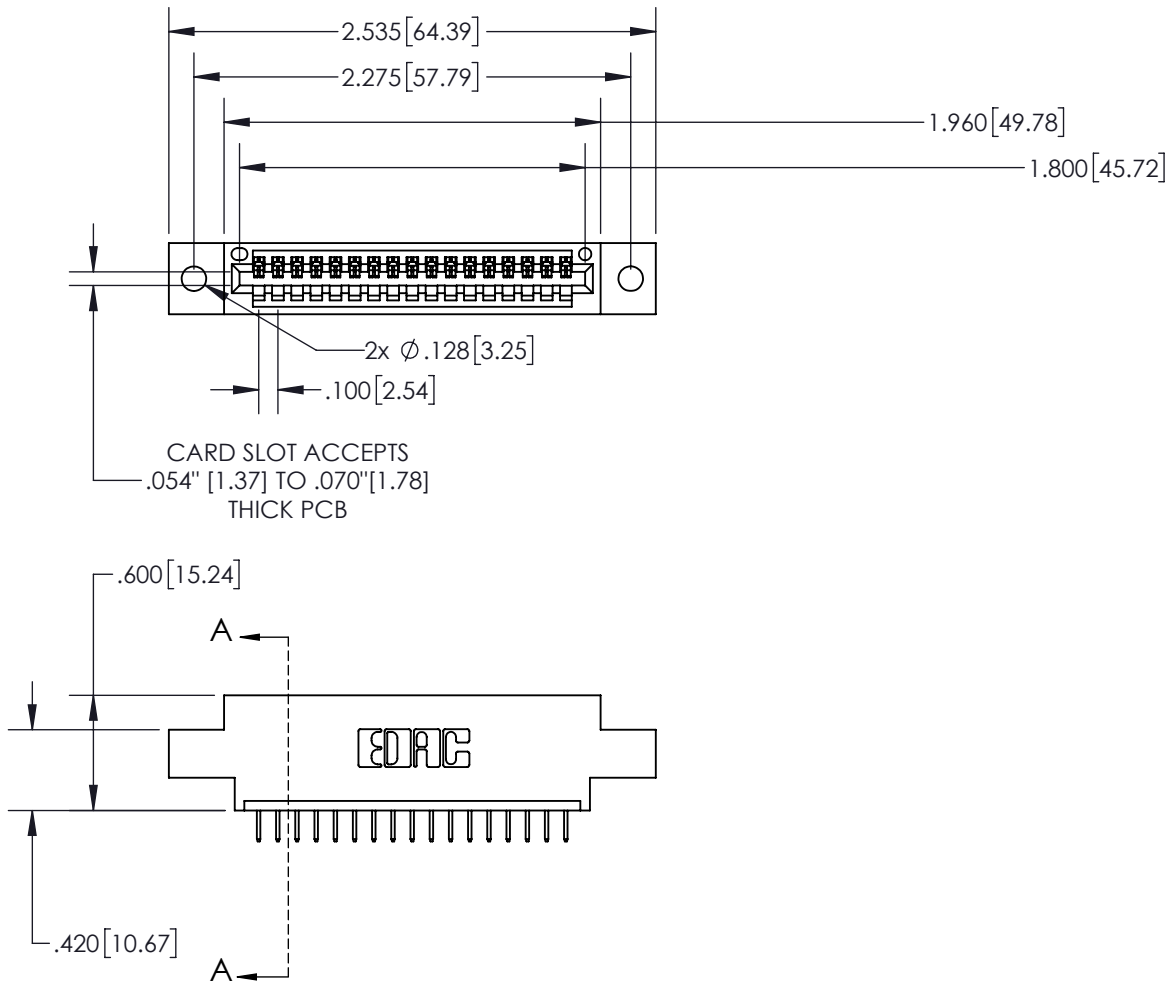 2.535[64.39]
2.275[57.79]
1.960[49.78]
1.800[45.72]
2x Ø.128[3.25]
.100[2.54]
CARD SLOT ACCEPTS
.054" [1.37] TO .070"[1.78]
THICK PCB
.600[15.24]
A
EDAC
.420[10.67]
A